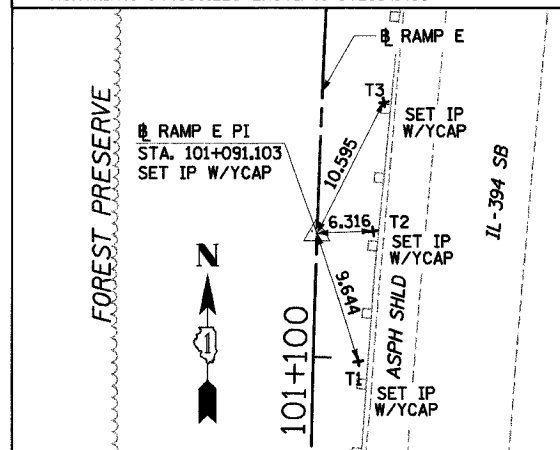 ℄ RAMP E
T3
SET IP
W/YCAP
℄ RAMP E PI
STA. 101+091.103
SET IP W/YCAP
10.595
FOREST PRESERVE
IL-394 SB
6.316
T2
SET IP
W/YCAP
N
9.644
ASPH SHLD
1
101+100
T1
SET IP
W/YCAP